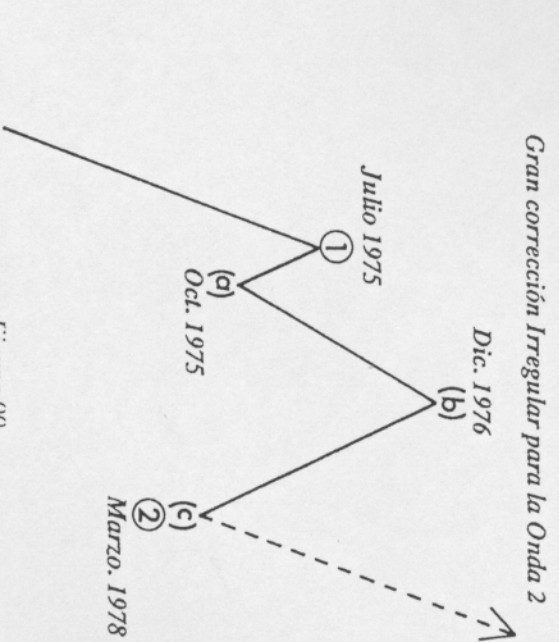 Gran corrección Irregular para la Onda 2
Dic. 1976
(b)
Julio 1975
1
(a)
Oct. 1975
(c)
2
Marzo. 1978